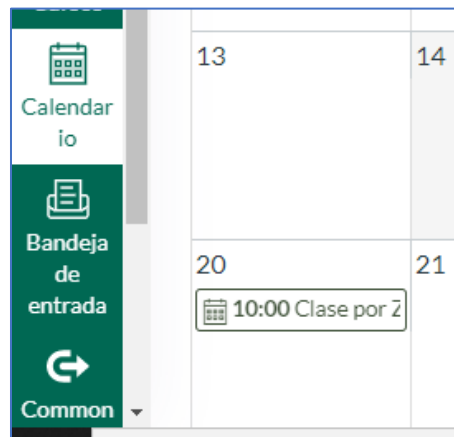 Calendar
io
Bandeja
de
entrada
Common
13
14
20
21
10:00 Clase por Z